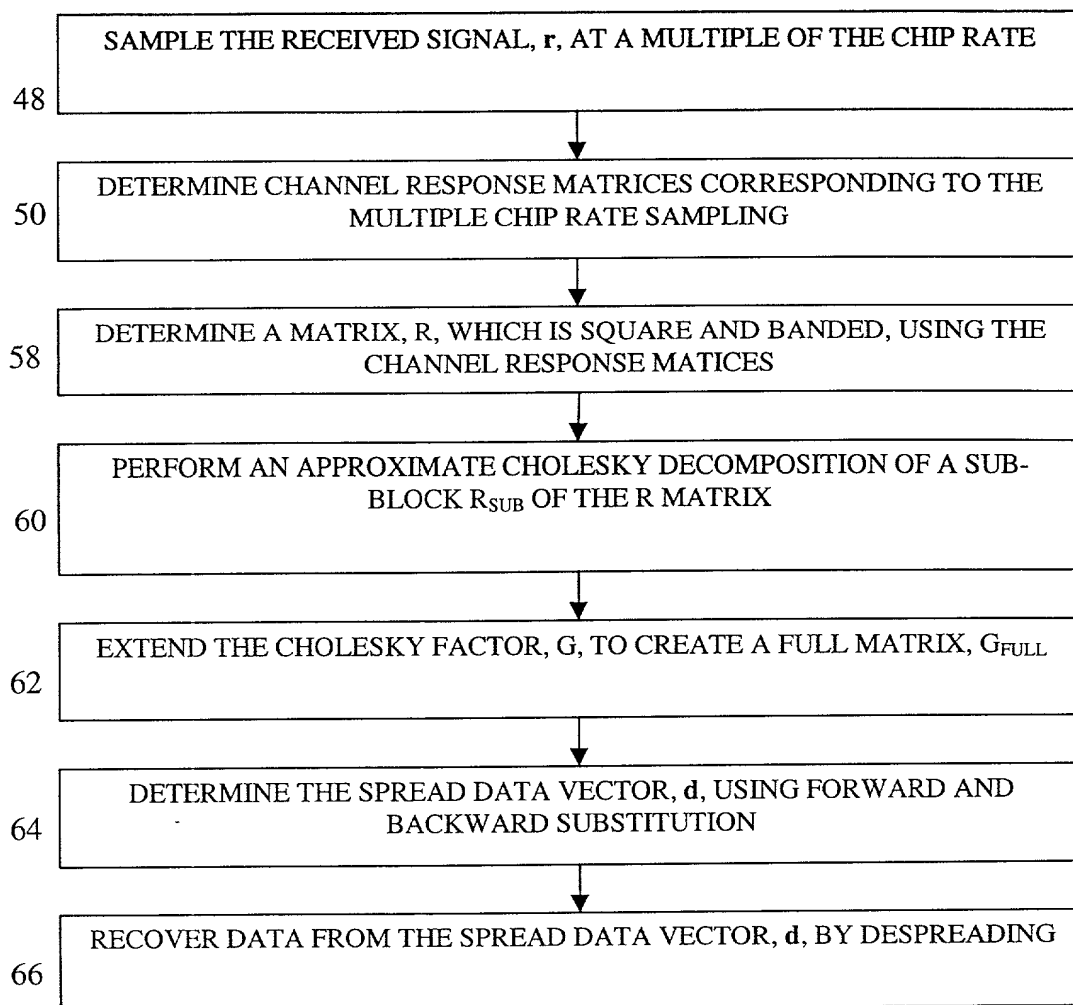 SAMPLE THE RECEIVED SIGNAL, r, AT A MULTIPLE OF THE CHIP RATE
48
DETERMINE CHANNEL RESPONSE MATRICES CORRESPONDING TO THE
MULTIPLE CHIP RATE SAMPLING
50
DETERMINE A MATRIX, R, WHICH IS SQUARE AND BANDED, USING THE
CHANNEL RESPONSE MATICES
58
PERFORM AN APPROXIMATE CHOLESKY DECOMPOSITION OF A SUB-
BLOCK RSUB OF THE R MATRIX
60
EXTEND THE CHOLESKY FACTOR, G, TO CREATE A FULL MATRIX, GFULL
62
DETERMINE THE SPREAD DATA VECTOR, d, USING FORWARD AND
BACKWARD SUBSTITUTION
64
RECOVER DATA FROM THE SPREAD DATA VECTOR, d, BY DESPREADING
66